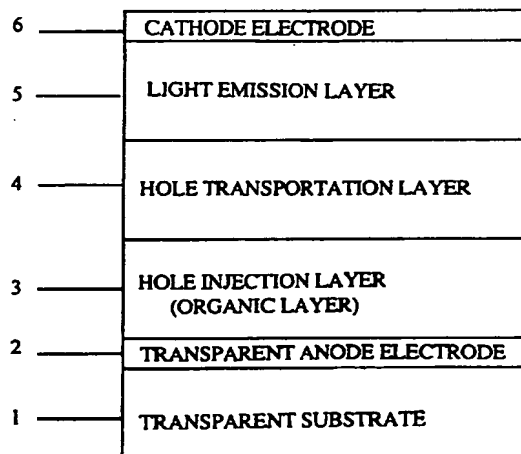 6 CATHODE ELECTRODE
5 LIGHT EMISSION LAYER
4 HOLE TRANSPORTATION LAYER
3 HOLE INJECTION LAYER
(ORGANIC LAYER)
2 TRANSPARENT ANODE ELECTRODE
1 TRANSPARENT SUBSTRATE